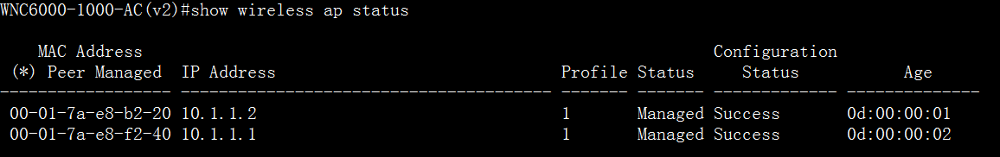 WNC6000-1000-AC(v2)#show wireless ap status
MAC Address Configuration
(*) Peer Managed IP Address Profile Status Status Age
------------------ --------------------------------------- ------- ------- ------------- --------------
00-01-7a-e8-b2-20 10.1.1.2 1 Managed Success 0d:00:00:01
00-01-7a-e8-f2-40 10.1.1.1 1 Managed Success 0d:00:00:02